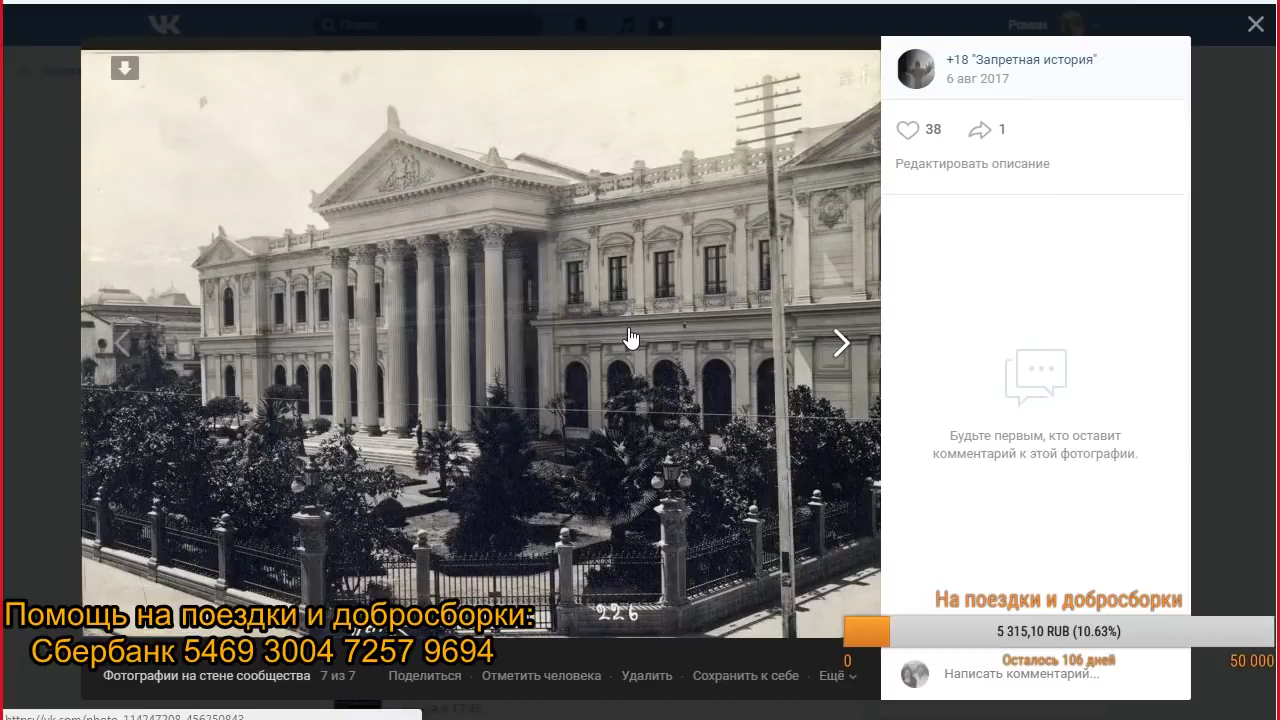 Поиск
Роман
+18 "Запретная история"
6 авг 2017
38
1
Редактировать описание
Будьте первым, кто оставит
комментарий к этой фотографии.
226
Помощь на поездки и добросборки:
Сбербанк 5469 3004 7257 9694
На поездки и добросборки
5 315,10 RUB (10.63%)
0
Осталось 106 дней
50 000
Фотографии на стене сообщества
7 из 7
Поделиться · Отметить человека · Удалить · Сохранить к себе · Ещё
Написать комментарий...